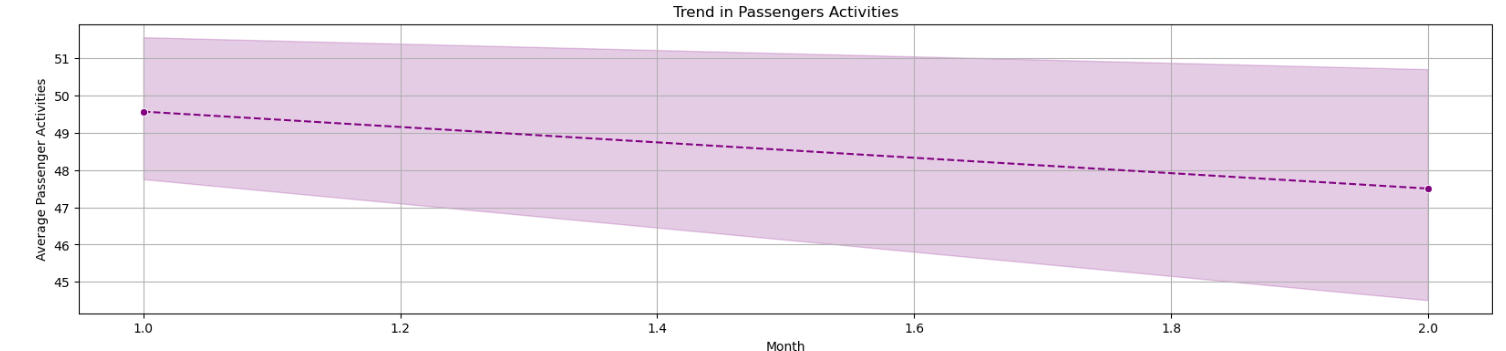 Trend in Passengers Activities
Average Passenger Activities
51
50
49
48
47
46
45
1.0 1.2 1.4 1.6 1.8 2.0
Month